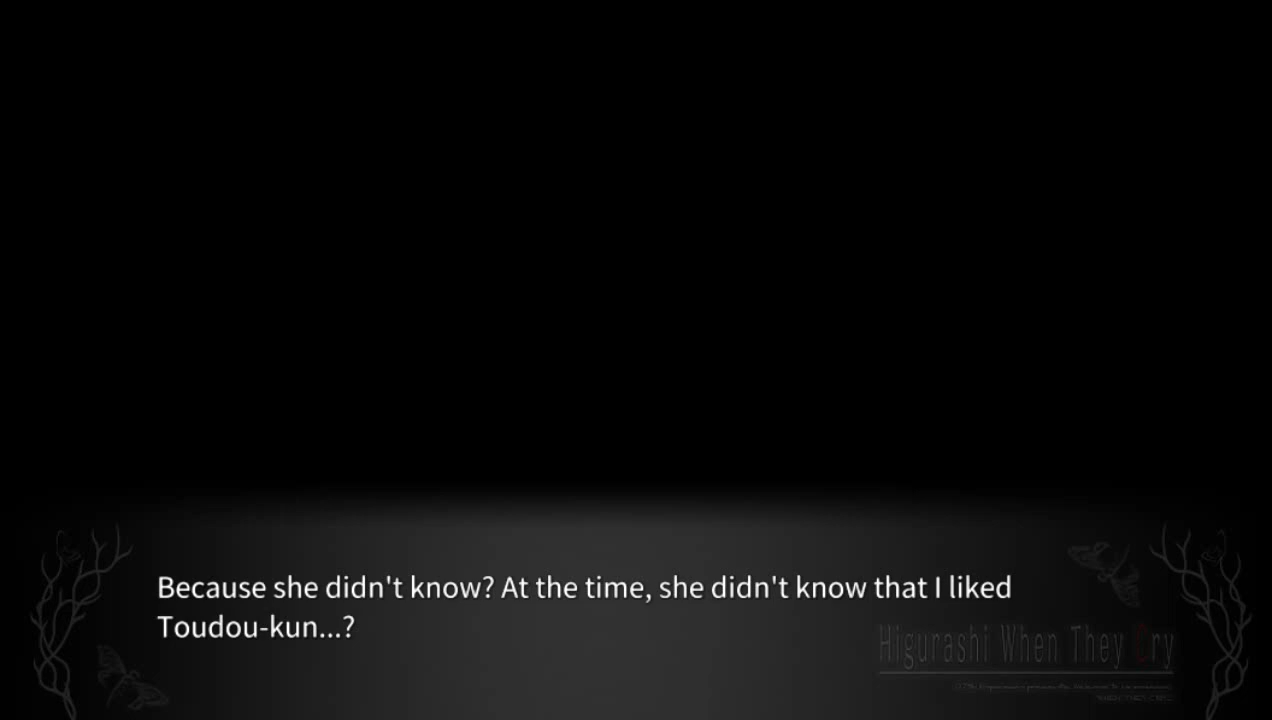 Because she didn't know? At the time, she didn't know that I liked
Toudou-kun...?
Higurashi When They Cry